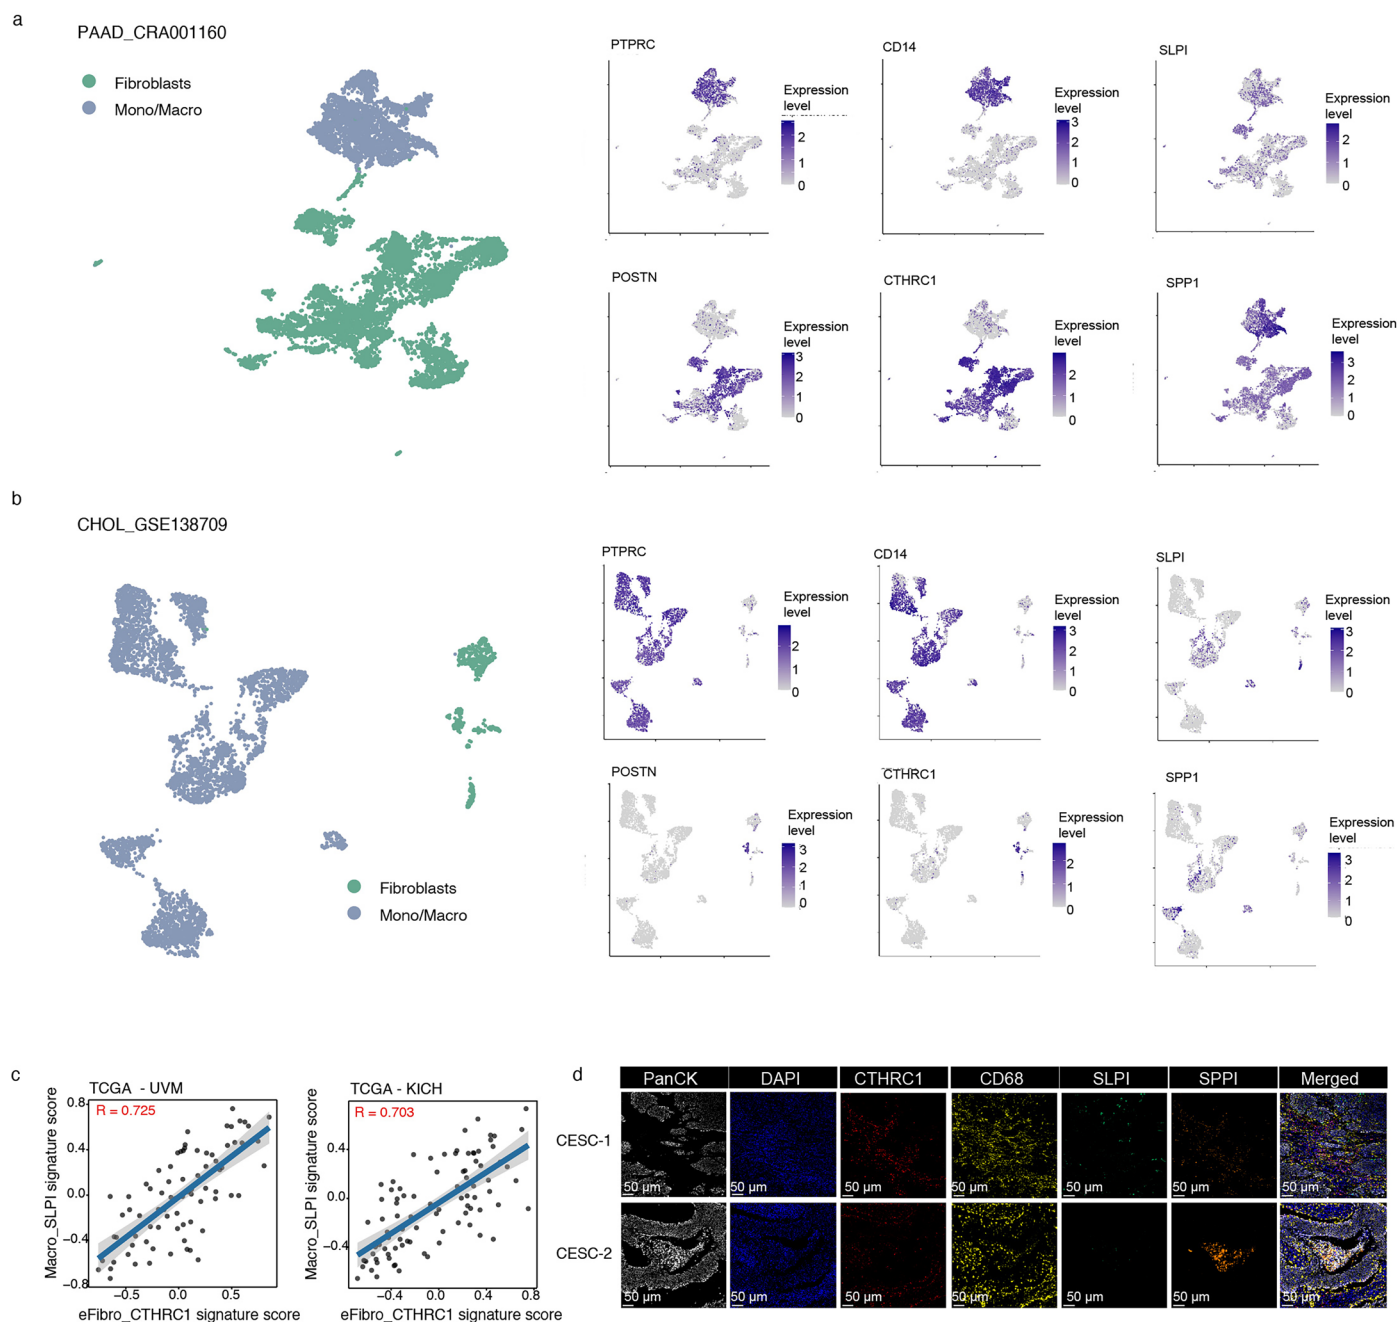 a
PAAD_CRA001160
Fibroblasts
Mono/Macro
PTPRC
Expression
level
2
1
0
CD14
Expression
level
3
2
1
0
SLPI
Expression
level
2
1
0
POSTN
Expression
level
3
2
1
0
CTHRC1
Expression
level
2
1
0
SPP1
Expression
level
3
2
1
0
b
CHOL_GSE138709
Fibroblasts
Mono/Macro
PTPRC
Expression
level
2
1
0
CD14
Expression
level
3
2
1
0
SLPI
Expression
level
3
2
1
0
POSTN
Expression
level
3
2
1
0
CTHRC1
Expression
level
2
1
0
SPP1
Expression
level
3
2
1
0
c
TCGA - UVM
R = 0.725
Macro_SLPI signature score
0.8
0.4
0.0
−0.4
−0.8
−0.5
0.0
0.5
eFibro_CTHRC1 signature score
TCGA - KICH
R = 0.703
Macro_SLPI signature score
0.4
0.0
−0.4
−0.4
0.0
0.4
0.8
eFibro_CTHRC1 signature score
d
PanCK DAPI CTHRC1 CD68 SLPI SPPI Merged
CESC-1
50 µm 50 µm 50 µm 50 µm 50 µm 50 µm 50 µm
CESC-2
50 µm 50 µm 50 µm 50 µm 50 µm 50 µm 50 µm